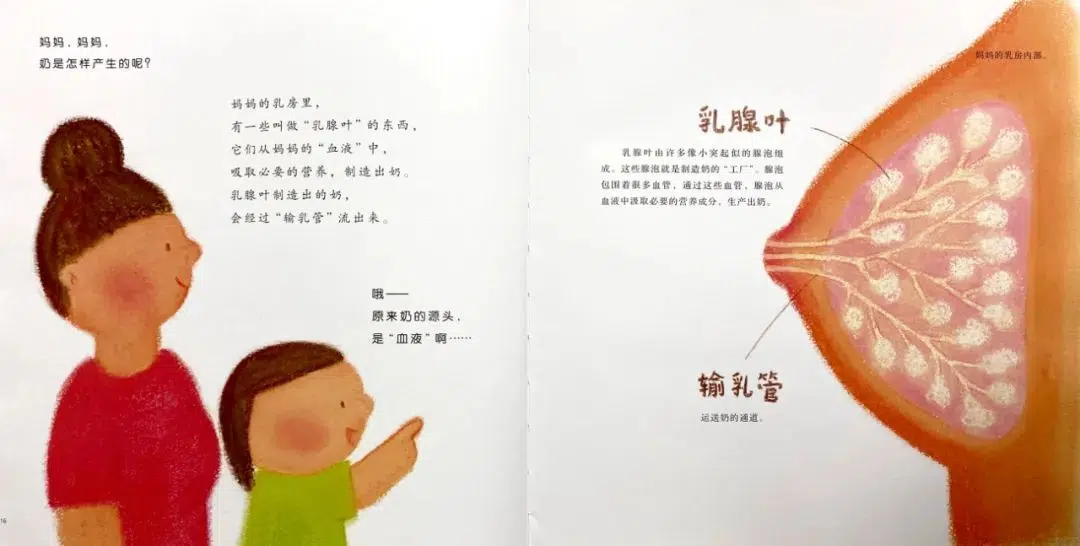 妈妈，妈妈，
奶是怎样产生的呢？
妈妈的乳房里，
有一些叫做“乳腺叶”的东西，
它们从妈妈的“血液”中，
吸取必要的营养，制造出奶。
乳腺叶制造出的奶，
会经过“输乳管”流出来。
哦——
原来奶的源头，
是“血液”啊……
16
妈妈的乳房内部。
乳腺叶
乳腺叶由许多像小突起似的腺泡组
成，这些腺泡就是制造奶的“工厂”。腺泡
包围着很多血管，通过这些血管，腺泡从
血液中汲取必要的营养成分，生产出奶。
输乳管
运送奶的通道。